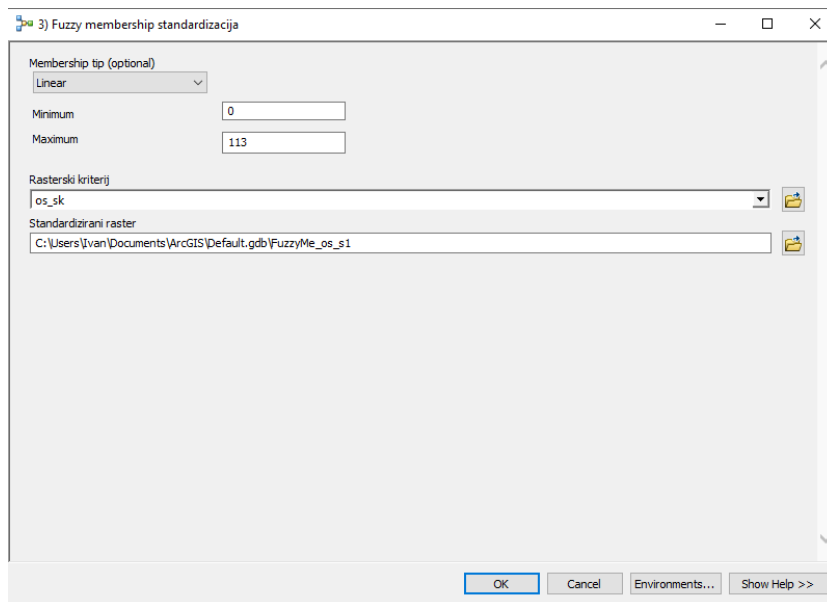 3) Fuzzy membership standardizacija
Membership tip (optional)
Linear
Minimum
0
Maximum
113
Rasterski kriterij
os_sk
Standardizirani raster
C:\Users\Ivan\Documents\ArcGIS\Default.gdb\FuzzyMe_os_s1
OK Cancel Environments... Show Help >>